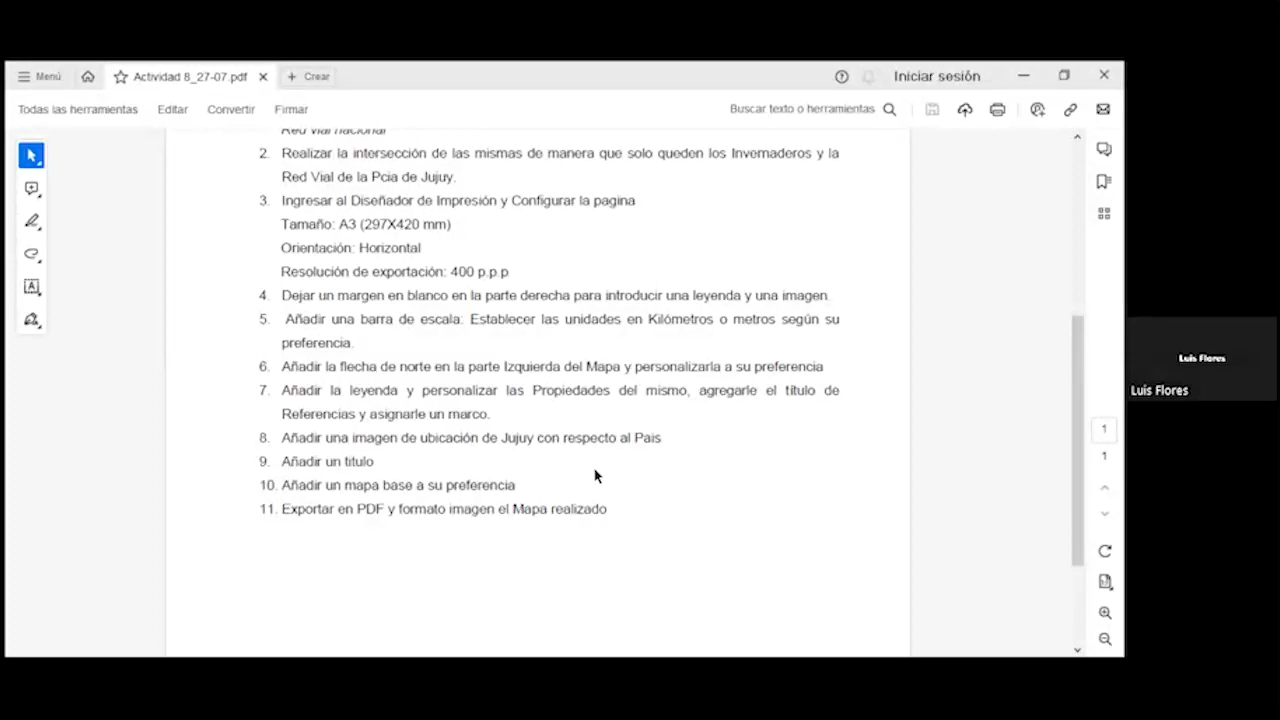 Menú
Actividad 8_27-07.pdf
Crear
Iniciar sesión
Todas las herramientas
Editar
Convertir
Firmar
Buscar texto o herramientas
Red Vial nacional
2. Realizar la intersección de las mismas de manera que solo queden los Invernaderos y la
Red Vial de la Pcia de Jujuy.
3. Ingresar al Diseñador de Impresión y Configurar la pagina
Tamaño: A3 (297X420 mm)
Orientación: Horizontal
Resolución de exportación: 400 p.p.p
4. Dejar un margen en blanco en la parte derecha para introducir una leyenda y una imagen.
5. Añadir una barra de escala: Establecer las unidades en Kilómetros o metros según su
preferencia.
6. Añadir la flecha de norte en la parte Izquierda del Mapa y personalizarla a su preferencia
7. Añadir la leyenda y personalizar las Propiedades del mismo, agregarle el título de
Referencias y asignarle un marco.
8. Añadir una imagen de ubicación de Jujuy con respecto al Pais
9. Añadir un titulo
10. Añadir un mapa base a su preferencia
11. Exportar en PDF y formato imagen el Mapa realizado
1
1
Luis Flores
Luis Flores